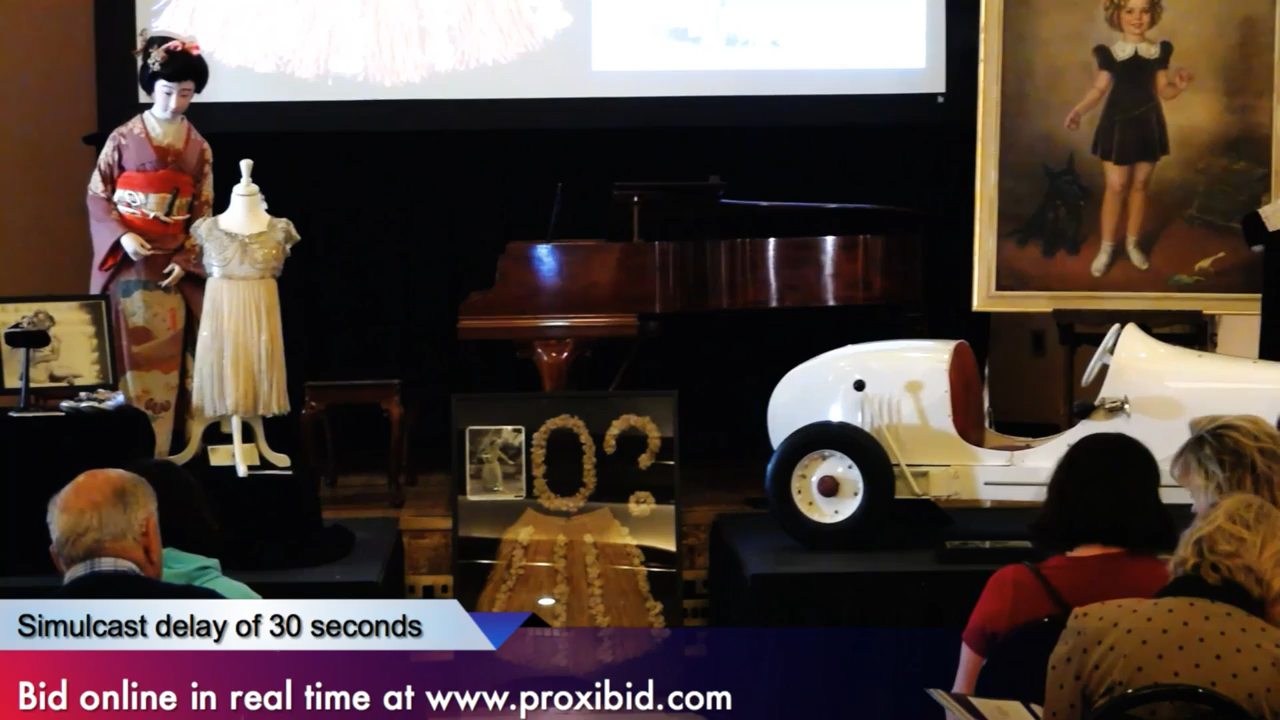 Simulcast delay of 30 seconds
Bid online in real time at www.proxibid.com